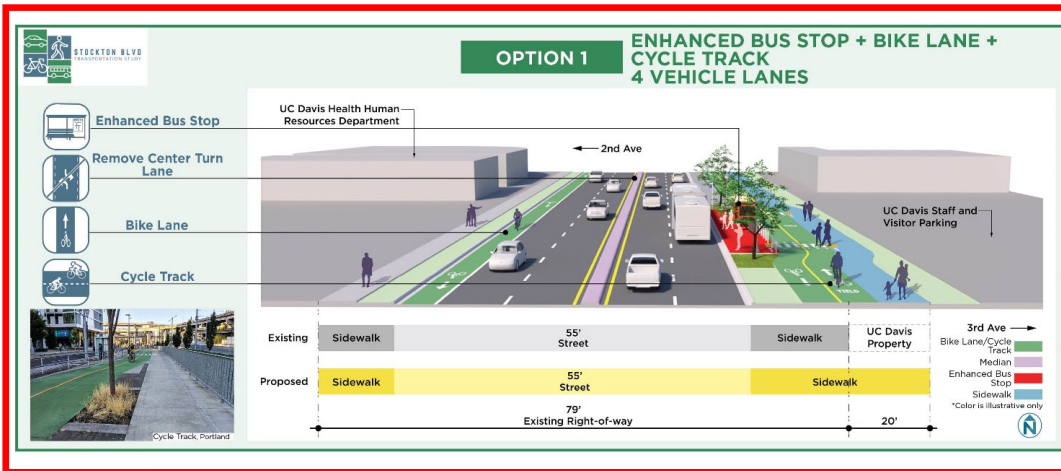 STOCKTON BLVD
TRANSPORTATION STUDY
OPTION 1
ENHANCED BUS STOP + BIKE LANE +
CYCLE TRACK
4 VEHICLE LANES
Enhanced Bus Stop
Remove Center Turn
Lane
Bike Lane
Cycle Track
UC Davis Health Human
Resources Department
2nd Ave
UC Davis Staff and
Visitor Parking
YIELD
Cycle Track, Portland
Existing
Sidewalk
55'
Street
Sidewalk
UC Davis
Property
Proposed
Sidewalk
55'
Street
Sidewalk
79'
Existing Right-of-way
20'
3rd Ave
Bike Lane/Cycle
Track
Median
Enhanced Bus
Stop
Sidewalk
*Color is illustrative only
N